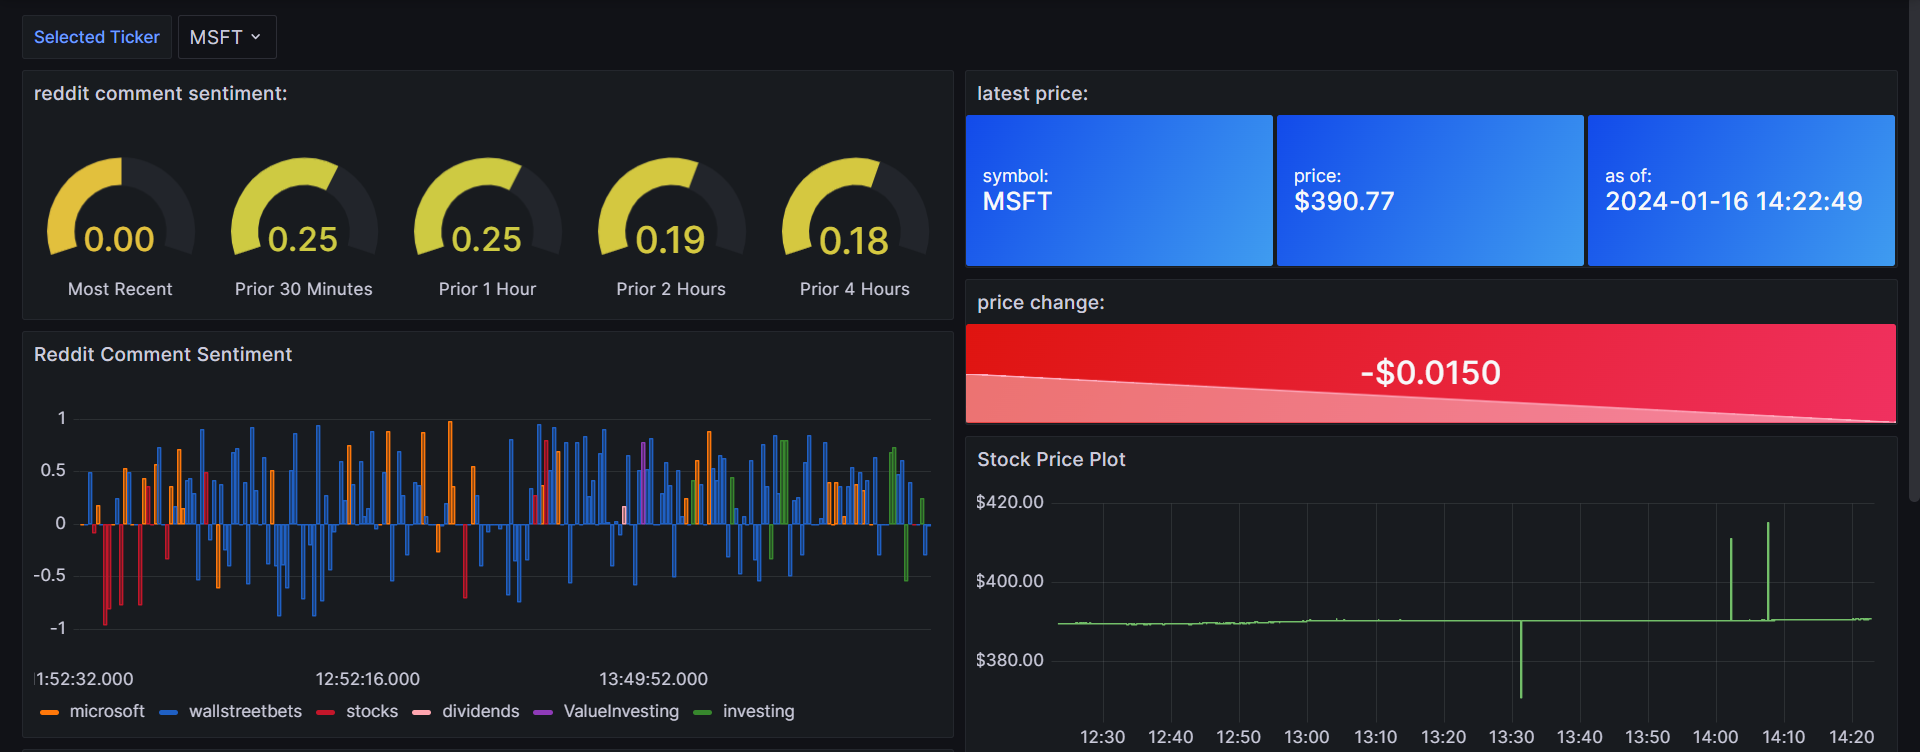 Selected Ticker MSFT
reddit comment sentiment:
0.00 0.25 0.25 0.19 0.18
Most Recent Prior 30 Minutes Prior 1 Hour Prior 2 Hours Prior 4 Hours
Reddit Comment Sentiment
1
0.5
0
-0.5
-1
1:52:32.000 12:52:16.000 13:49:52.000
microsoft wallstreetbets stocks dividends ValueInvesting investing
latest price:
symbol:
MSFT
price:
$390.77
as of:
2024-01-16 14:22:49
price change:
-$0.0150
Stock Price Plot
$420.00
$400.00
$380.00
12:30 12:40 12:50 13:00 13:10 13:20 13:30 13:40 13:50 14:00 14:10 14:20